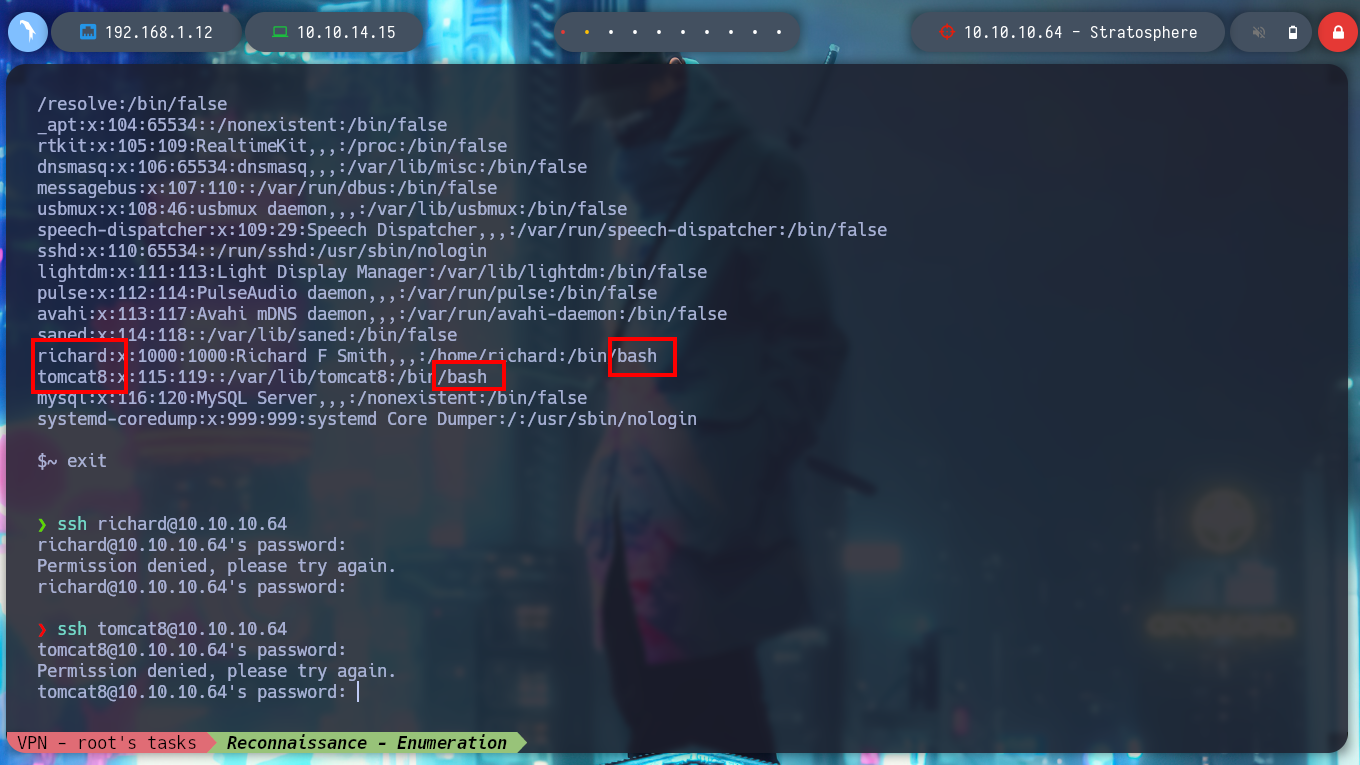 192.168.1.12
10.10.14.15
10.10.10.64 - Stratosphere
/resolve:/bin/false
_apt:x:104:65534::/nonexistent:/bin/false
rtkit:x:105:109:RealtimeKit,,,:/proc:/bin/false
dnsmasq:x:106:65534:dnsmasq,,,:/var/lib/misc:/bin/false
messagebus:x:107:110::/var/run/dbus:/bin/false
usbmux:x:108:46:usbmux daemon,,,:/var/lib/usbmux:/bin/false
speech-dispatcher:x:109:29:Speech Dispatcher,,,:/var/run/speech-dispatcher:/bin/false
sshd:x:110:65534::/run/sshd:/usr/sbin/nologin
lightdm:x:111:113:Light Display Manager:/var/lib/lightdm:/bin/false
pulse:x:112:114:PulseAudio daemon,,,:/var/run/pulse:/bin/false
avahi:x:113:117:Avahi mDNS daemon,,,:/var/run/avahi-daemon:/bin/false
saned:x:114:118::/var/lib/saned:/bin/false
richard:x:1000:1000:Richard F Smith,,,:/home/richard:/bin/bash
tomcat8:x:115:119::/var/lib/tomcat8:/bin/bash
mysql:x:116:120:MySQL Server,,,:/nonexistent:/bin/false
systemd-coredump:x:999:999:systemd Core Dumper:/:/usr/sbin/nologin
$~ exit
❯ ssh richard@10.10.10.64
richard@10.10.10.64's password:
Permission denied, please try again.
richard@10.10.10.64's password:
❯ ssh tomcat8@10.10.10.64
tomcat8@10.10.10.64's password:
Permission denied, please try again.
tomcat8@10.10.10.64's password:
VPN - root's tasks
Reconnaissance - Enumeration